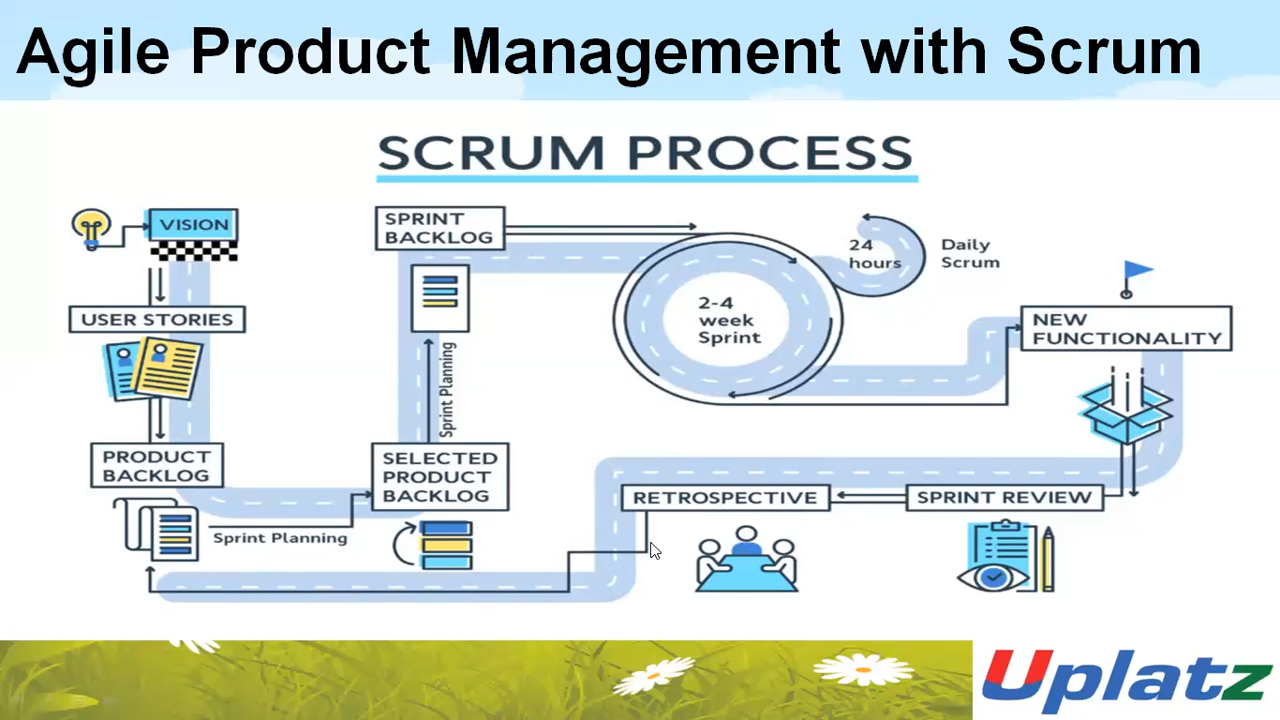 Agile Product Management with Scrum
SCRUM PROCESS
VISION
USER STORIES
PRODUCT
BACKLOG
Sprint Planning
SELECTED
PRODUCT
BACKLOG
Sprint Planning
SPRINT
BACKLOG
2-4
week
Sprint
24
hours
Daily
Scrum
NEW
FUNCTIONALITY
SPRINT REVIEW
RETROSPECTIVE
Uplatz